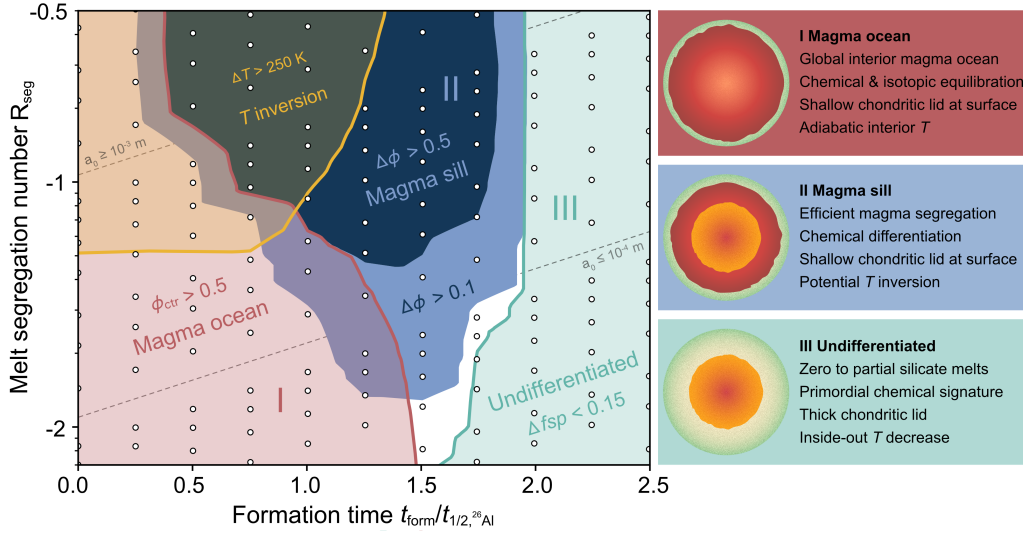 -0.5
-1
-2
Melt segregation number Rseg
0.0
0.5
1.0
1.5
2.0
2.5
Formation time tform/t1/2,26Al
ΔT > 250 K
T inversion
II
Δϕ > 0.5
Magma sill
a0 ≥ 10-3 m
III
a0 ≤ 10-4 m
ϕctr > 0.5
Magma ocean
Δϕ > 0.1
I
Undifferentiated
Δfsp < 0.15
I Magma ocean
Global interior magma ocean
Chemical & isotopic equilibration
Shallow chondritic lid at surface
Adiabatic interior T
II Magma sill
Efficient magma segregation
Chemical differentiation
Shallow chondritic lid at surface
Potential T inversion
III Undifferentiated
Zero to partial silicate melts
Primordial chemical signature
Thick chondritic lid
Inside-out T decrease